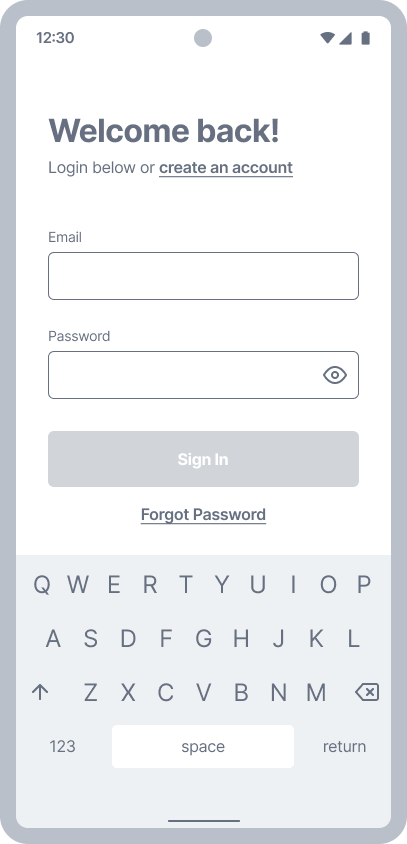 12:30
Welcome back!
Login below or create an account
Email
Password
Sign In
Forgot Password
Q W E R T Y U I O P
A S D F G H J K L
Z X C V B N M
123 space return